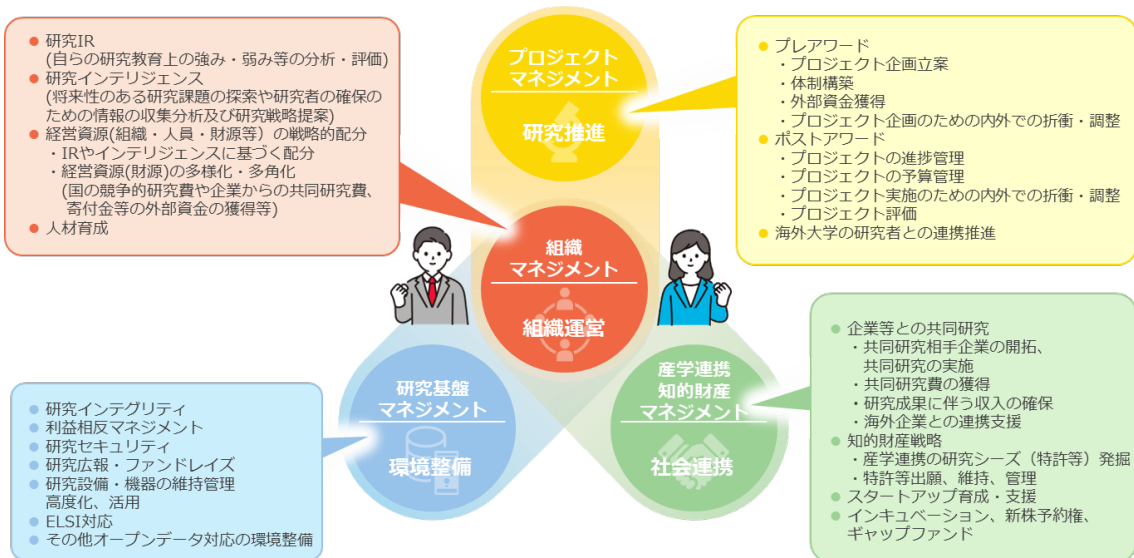 ● 研究IR
(自らの研究教育上の強み・弱み等の分析・評価)
● 研究インテリジェンス
(将来性のある研究課題の探索や研究者の確保の
ための情報の収集分析及び研究戦略提案)
● 経営資源(組織・人員・財源等）の戦略的配分
・IRやインテリジェンスに基づく配分
・経営資源(財源)の多様化・多角化
(国の競争的研究費や企業からの共同研究費、
寄付金等の外部資金の獲得等)
● 人材育成
プロジェクト
マネジメント
研究推進
● プレアワード
・プロジェクト企画立案
・体制構築
・外部資金獲得
・プロジェクト企画のための内外での折衝・調整
● ポストアワード
・プロジェクトの進捗管理
・プロジェクトの予算管理
・プロジェクト実施のための内外での折衝・調整
・プロジェクト評価
● 海外大学の研究者との連携推進
組織
マネジメント
組織運営
研究基盤
マネジメント
環境整備
● 研究インテグリティ
● 利益相反マネジメント
● 研究セキュリティ
● 研究広報・ファンドレイズ
● 研究設備・機器の維持管理
高度化、活用
● ELSI対応
● その他オープンデータ対応の環境整備
産学連携
知的財産
マネジメント
社会連携
● 企業等との共同研究
・共同研究相手企業の開拓、
共同研究の実施
・共同研究費の獲得
・研究成果に伴う収入の確保
・海外企業との連携支援
● 知的財産戦略
・産学連携の研究シーズ（特許等）発掘
・特許等出願、維持、管理
● スタートアップ育成・支援
● インキュベーション、新株予約権、
ギャップファンド